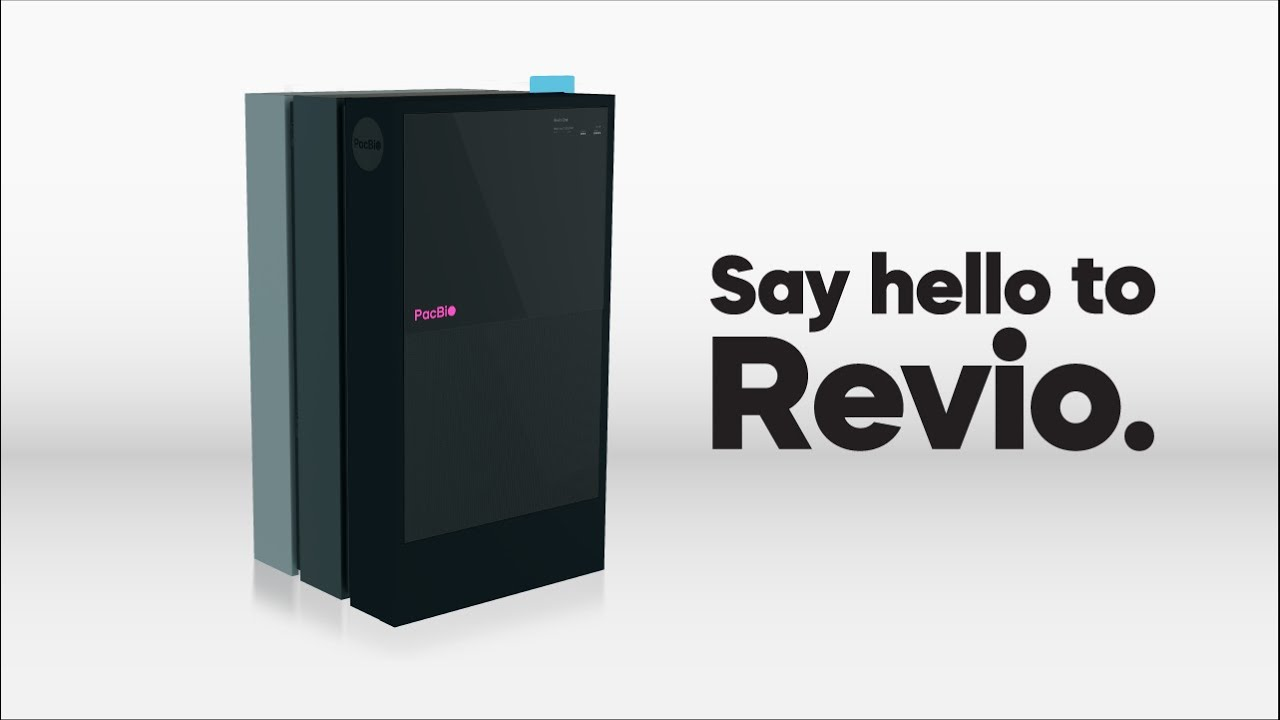 PacBio
PacBio
Say hello to
Revio.